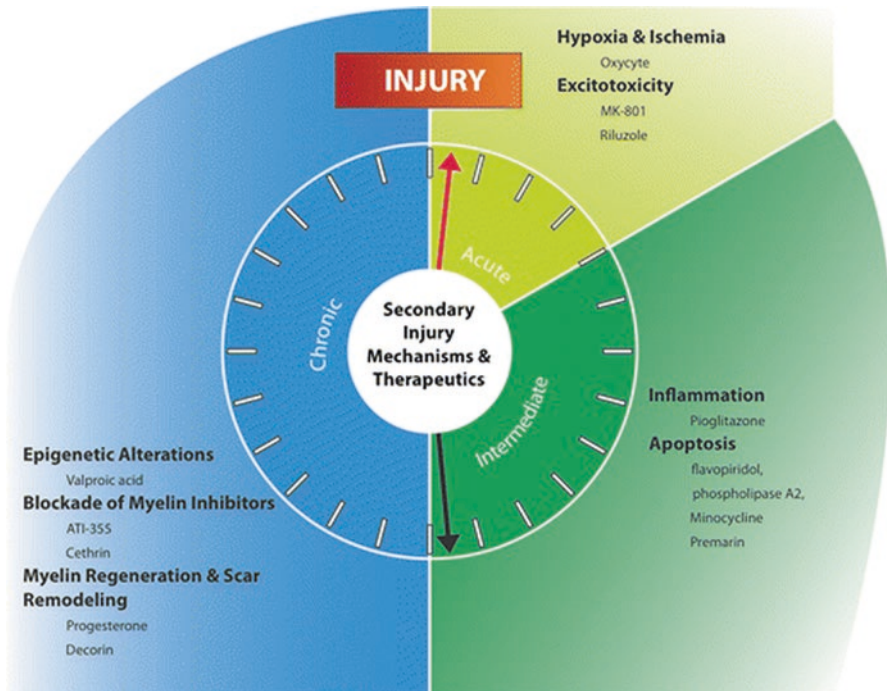 INJURY
Hypoxia & Ischemia
Oxycyte
Excitotoxicity
MK-801
Riluzole
Acute
Chronic
Secondary
Injury
Mechanisms &
Therapeutics
Intermediate
Inflammation
Pioglitazone
Apoptosis
flavopiridol,
phospholipase A2,
Minocycline
Premarin
Epigenetic Alterations
Valproic acid
Blockade of Myelin Inhibitors
ATI-355
Cethrin
Myelin Regeneration & Scar
Remodeling
Progesterone
Decorin